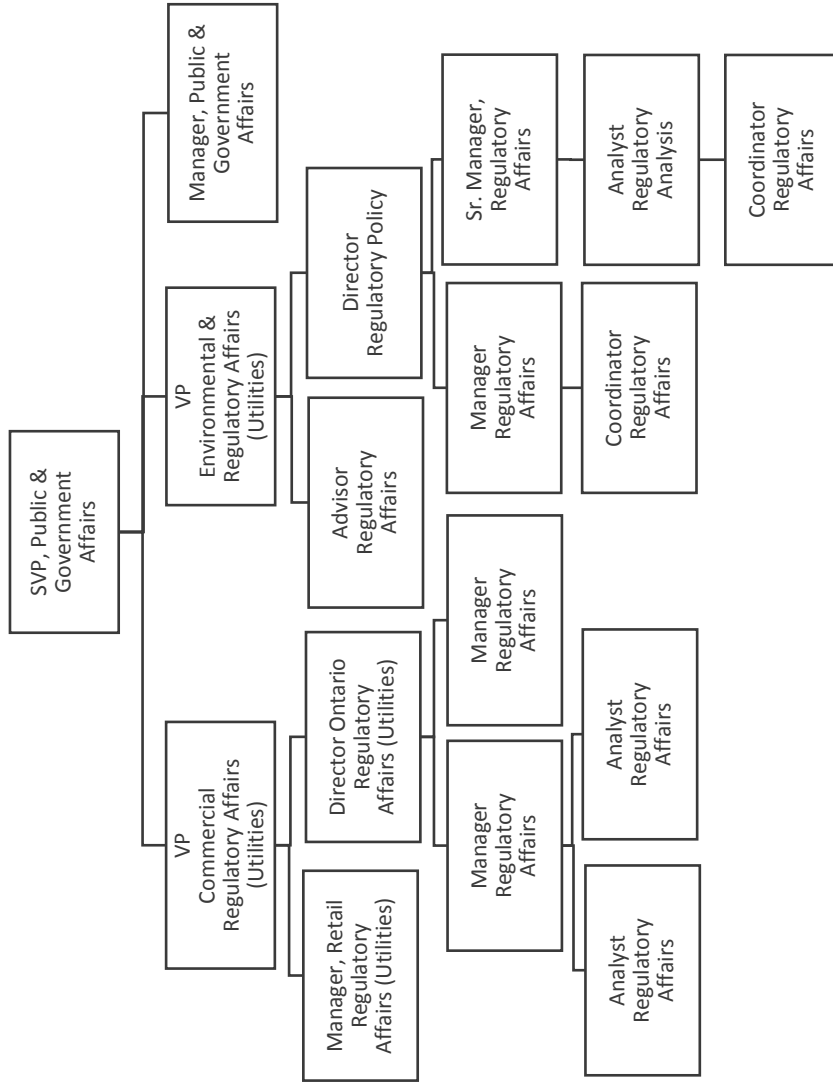 SVP, Public &
Government
Affairs
VP
Commercial
Regulatory Affairs
(Utilities)
VP
Environmental &
Regulatory Affairs
(Utilities)
Manager, Public &
Government
Affairs
Manager, Retail
Regulatory
Affairs (Utilities)
Director Ontario
Regulatory
Affairs (Utilities)
Advisor
Regulatory
Affairs
Director
Regulatory Policy
Manager
Regulatory
Affairs
Manager
Regulatory
Affairs
Manager
Regulatory
Affairs
Sr. Manager,
Regulatory
Affairs
Analyst
Regulatory
Affairs
Analyst
Regulatory
Affairs
Coordinator
Regulatory
Affairs
Analyst
Regulatory
Analysis
Coordinator
Regulatory
Affairs